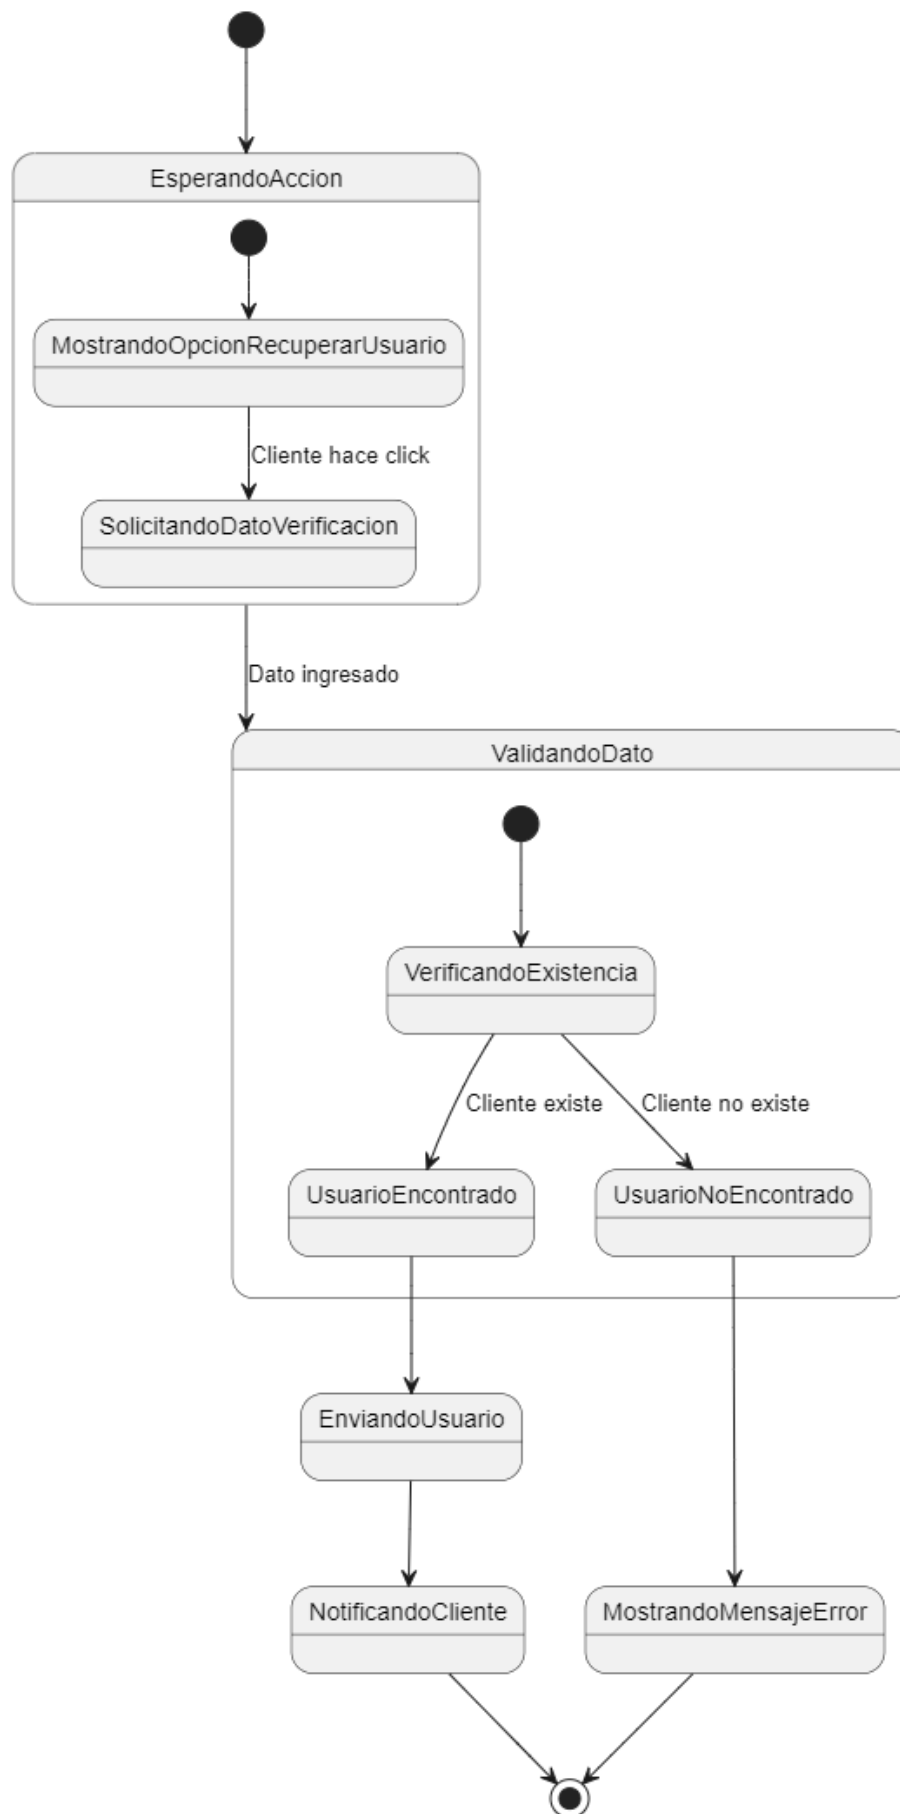 EsperandoAccion
MostrandoOpcionRecuperarUsuario
Cliente hace click
SolicitandoDatoVerificacion
Dato ingresado
ValidandoDato
VerificandoExistencia
Cliente existe
Cliente no existe
UsuarioEncontrado
UsuarioNoEncontrado
EnviandoUsuario
NotificandoCliente
MostrandoMensajeError